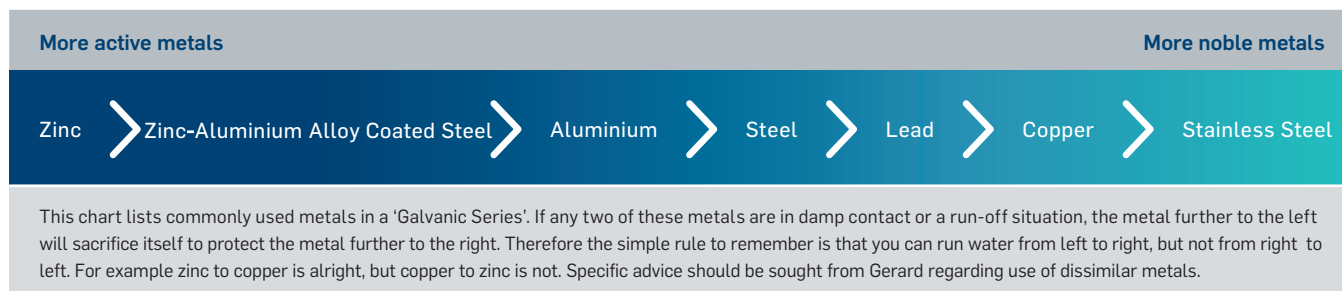 More active metals More noble metals
Zinc Zinc-Aluminium Alloy Coated Steel Aluminium Steel Lead Copper Stainless Steel
This chart lists commonly used metals in a ‘Galvanic Series’. If any two of these metals are in damp contact or a run-off situation, the metal further to the left
will sacrifice itself to protect the metal further to the right. Therefore the simple rule to remember is that you can run water from left to right, but not from right to
left. For example zinc to copper is alright, but copper to zinc is not. Specific advice should be sought from Gerard regarding use of dissimilar metals.